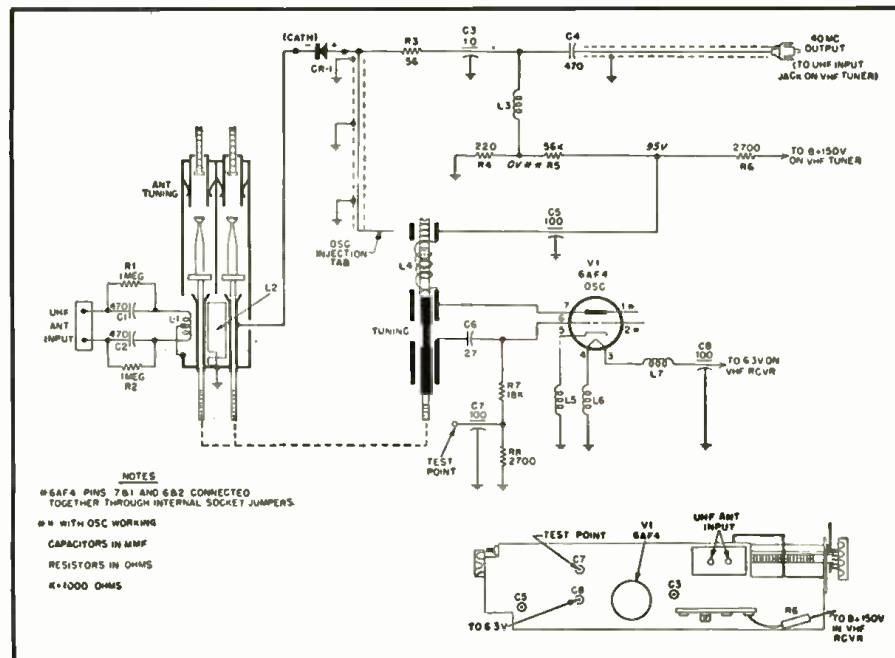 (CATH)
- +
CR-1
R3
56
C3
10
C4
470
40 MC
OUTPUT
(TO UHF INPUT
JACK ON VHF TUNER)
L3
220
R4
0V **
56K
R5
95V
2700
R6
TO B+150V
ON VHF TUNER
ANT
TUNING
OSC
INJECTION
TAB
C5
100
L4
V1
6AF4
OSC
R1
1MEG
L2
UHF
ANT
INPUT
470
C1
L1
470
C2
1MEG
R2
TUNING
C6
27
7
6
5
4
3
1*
2*
L7
C8
100
TO 6.3V ON
VHF RCVR
R7
18K
L5
L6
C7
100
TEST
POINT
R8
2700
NOTES
*6AF4 PINS 7&1 AND 6&2 CONNECTED
TOGETHER THROUGH INTERNAL SOCKET JUMPERS.
** WITH OSC WORKING
CAPACITORS IN MMF
RESISTORS IN OHMS
K=1000 OHMS
TEST POINT
V1
6AF4
UHF ANT
INPUT
C7
C5
C8
C3
TO 6.3V
R6
TO B+150V
IN VHF
RCVR